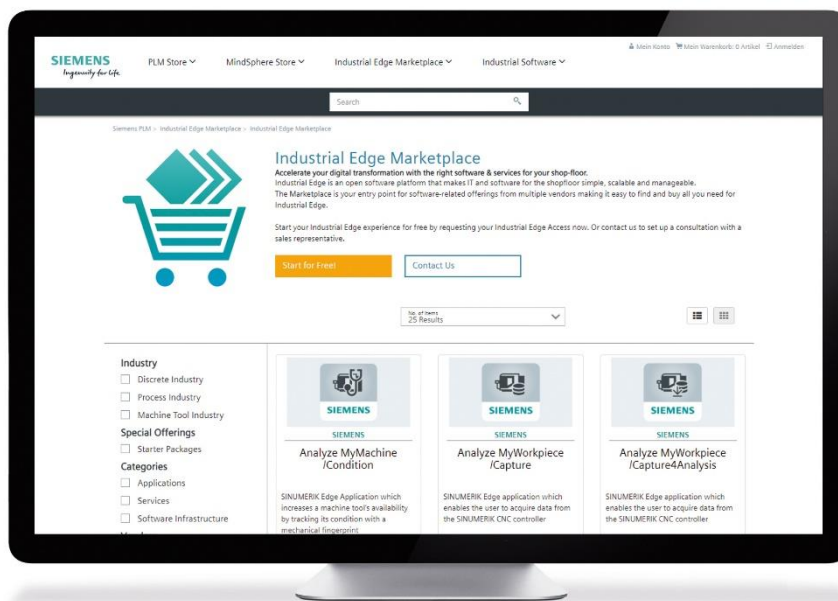 Mein Konto Mein Warenkorb: 0 Artikel Anmelden
SIEMENS
Ingenuity for life
PLM Store
MindSphere Store
Industrial Edge Marketplace
Industrial Software
Search
Siemens PLM > Industrial Edge Marketplace > Industrial Edge Marketplace
Industrial Edge Marketplace
Accelerate your digital transformation with the right software & services for your shop-floor.
Industrial Edge is an open software platform that makes IT and software for the shopfloor simple, scalable and manageable.
The Marketplace is your entry point for software-related offerings from multiple vendors making it easy to find and buy all you need for
Industrial Edge.
Start your Industrial Edge experience for free by requesting your Industrial Edge Access now. Or contact us to set up a consultation with a
sales representative.
Start for Free!
Contact Us
No. of items
25 Results
Industry
Discrete Industry
Process Industry
Machine Tool Industry
Special Offerings
Starter Packages
Categories
Applications
Services
Software Infrastructure
SIEMENS
SIEMENS
Analyze MyMachine
/Condition
SINUMERIK Edge Application which
increases a machine tool's availability
by tracking its condition with a
mechanical fingerprint
SIEMENS
SIEMENS
Analyze MyWorkpiece
/Capture
SINUMERIK Edge application which
enables the user to acquire data from
the SINUMERIK CNC controller
SIEMENS
SIEMENS
Analyze MyWorkpiece
/Capture4Analysis
SINUMERIK Edge application which
enables the user to acquire data from
the SINUMERIK CNC controller